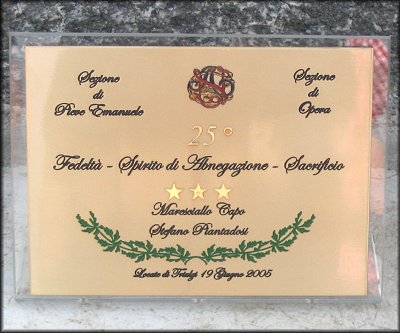 Sezione
di
Pieve Emanuele
Sezione
di
Opera
25°
Fedeltà - Spirito di Abnegazione - Sacrificio
Maresciallo Capo
Stefano Piantadosi
Locate di Triulzi 19 Giugno 2005